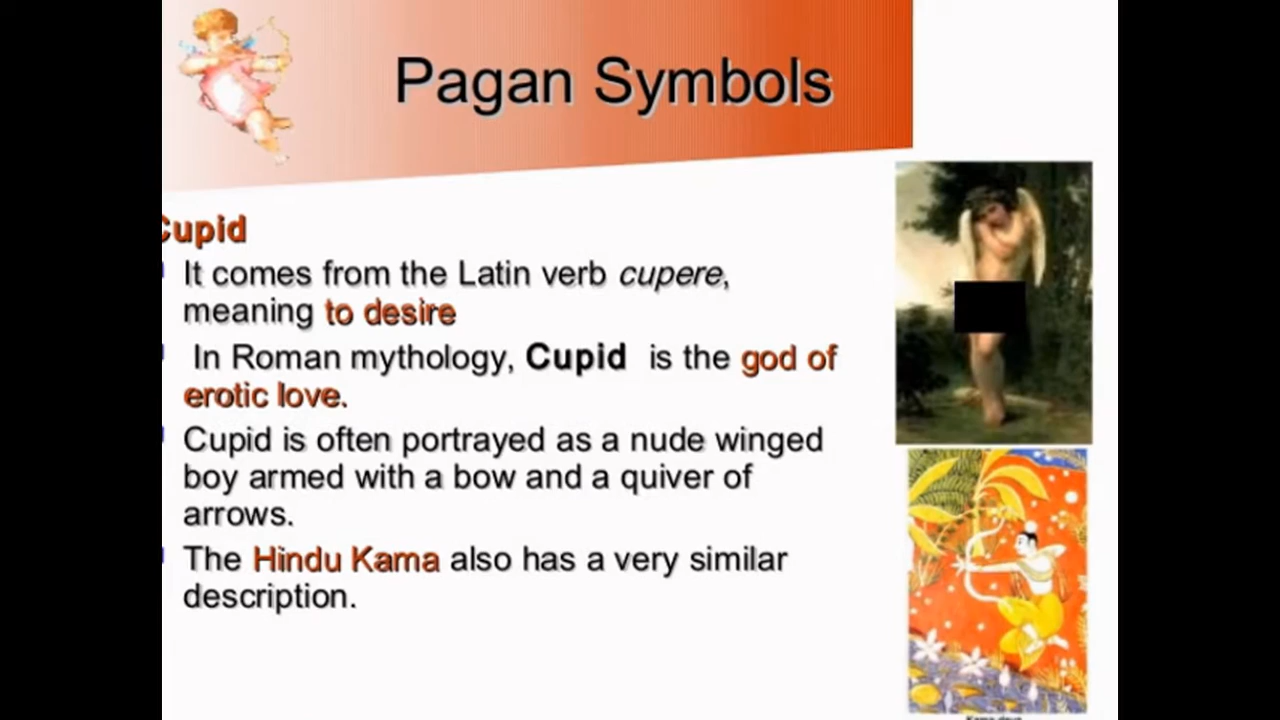 Pagan Symbols
Cupid
It comes from the Latin verb cupere,
meaning to desire
In Roman mythology, Cupid is the god of
erotic love.
Cupid is often portrayed as a nude winged
boy armed with a bow and a quiver of
arrows.
The Hindu Kama also has a very similar
description.